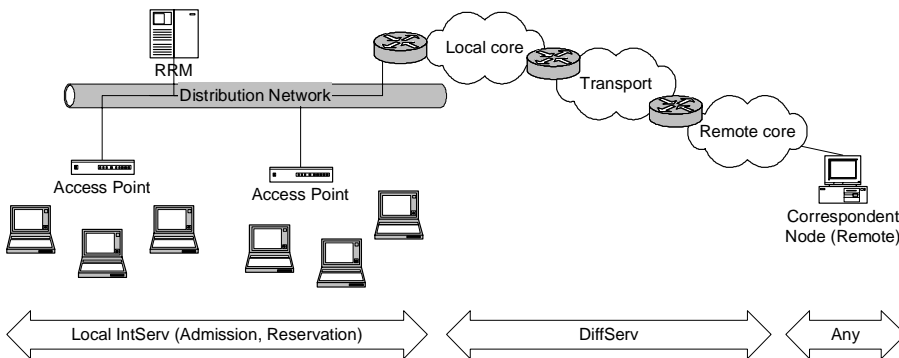 RRM
Distribution Network
Local core
Transport
Remote core
Access Point
Access Point
Correspondent
Node (Remote)
Local IntServ (Admission, Reservation)
DiffServ
Any